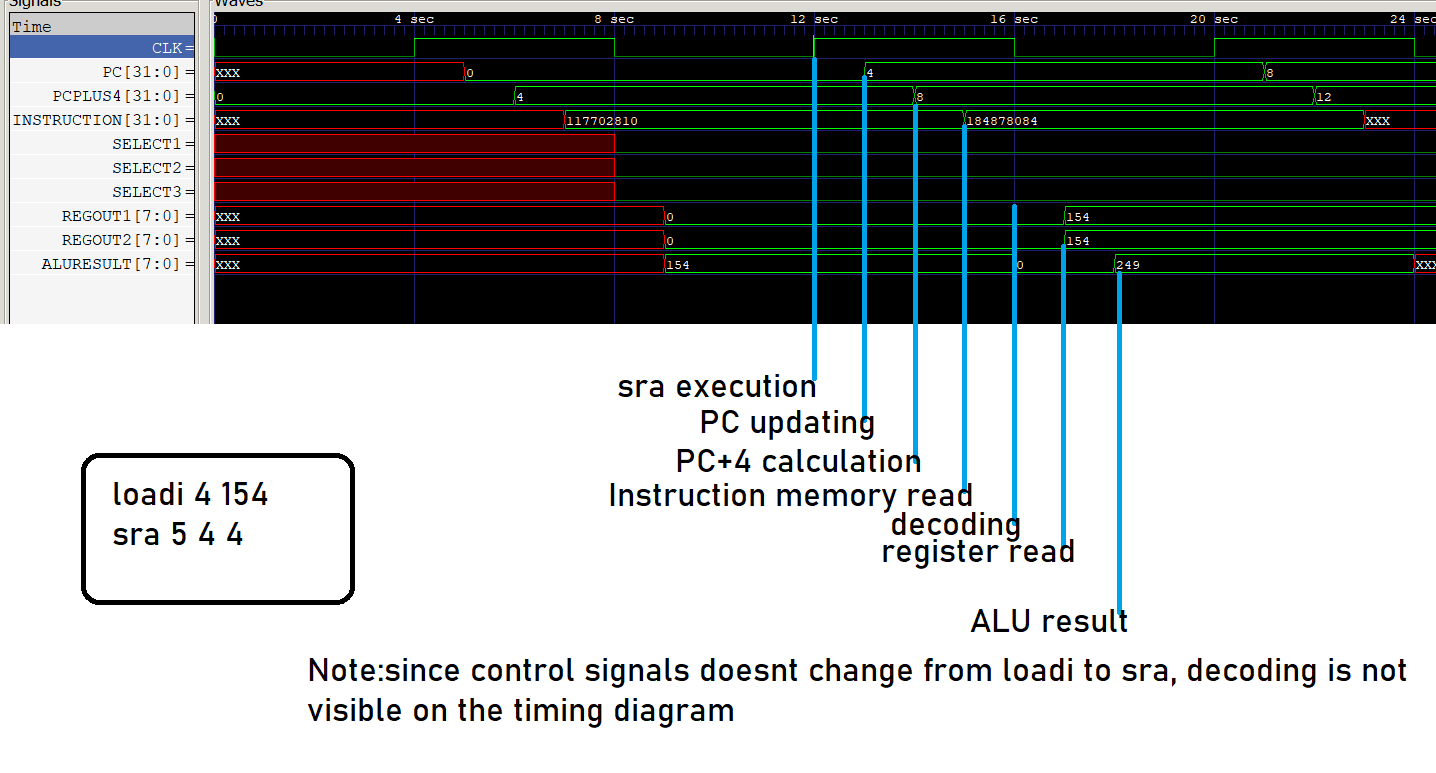 Signals
Waves
Time
0 4 sec 8 sec 12 sec 16 sec 20 sec 24 sec
CLK=
PC[31:0]= XXX 0 4 8
PCPLUS4[31:0]= 0 4 8 12
INSTRUCTION[31:0]= XXX 117702810 184878084 XXX
SELECT1=
SELECT2=
SELECT3=
REGOUT1[7:0]= XXX 0 154
REGOUT2[7:0]= XXX 0 154
ALURESULT[7:0]= XXX 154 0 249 XXX
sra execution
PC updating
PC+4 calculation
Instruction memory read
decoding
register read
ALU result
loadi 4 154
sra 5 4 4
Note:since control signals doesnt change from loadi to sra, decoding is not
visible on the timing diagram